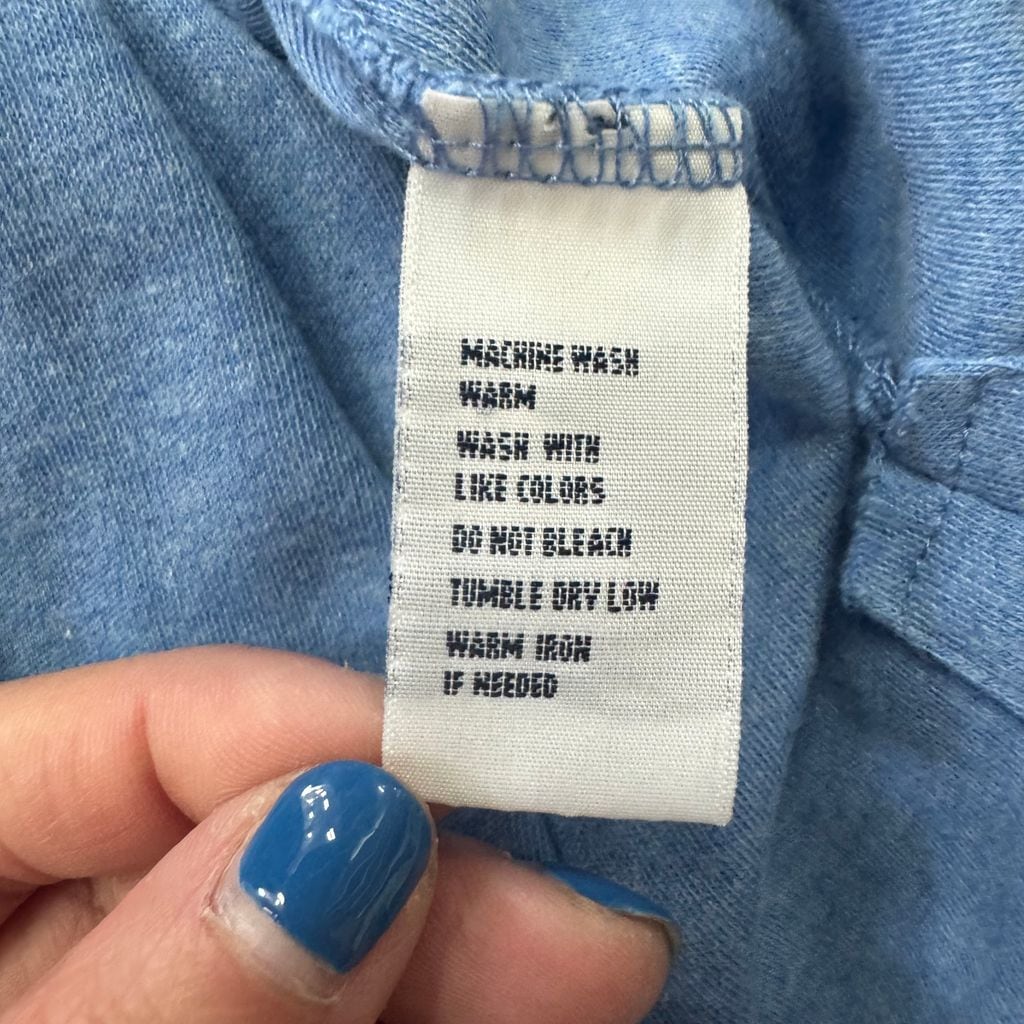 MACHINE WASH
WARM
WASH WITH
LIKE COLORS
DO NOT BLEACH
TUMBLE DRY LOW
WARM IRON
IF NEEDED